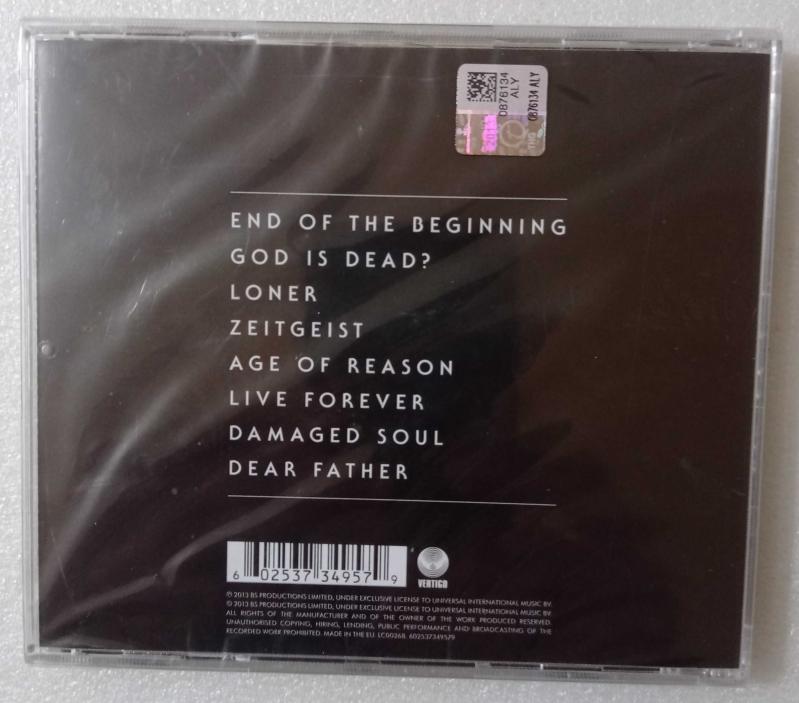 0876134
ALY
0876134 ALY
END OF THE BEGINNING
GOD IS DEAD?
LONER
ZEITGEIST
AGE OF REASON
LIVE FOREVER
DAMAGED SOUL
DEAR FATHER
6 02537 34957 9
VERTIGO
℗ 2013 BS PRODUCTIONS LIMITED, UNDER EXCLUSIVE LICENSE TO UNIVERSAL INTERNATIONAL MUSIC BV.
© 2013 BS PRODUCTIONS LIMITED, UNDER EXCLUSIVE LICENSE TO UNIVERSAL INTERNATIONAL MUSIC BV.
ALL RIGHTS OF THE MANUFACTURER AND OF THE OWNER OF THE WORK PRODUCED RESERVED.
UNAUTHORISED COPYING, HIRING, LENDING, PUBLIC PERFORMANCE AND BROADCASTING OF THE
RECORDED WORK PROHIBITED. MADE IN THE EU. LC00268. 602537349579